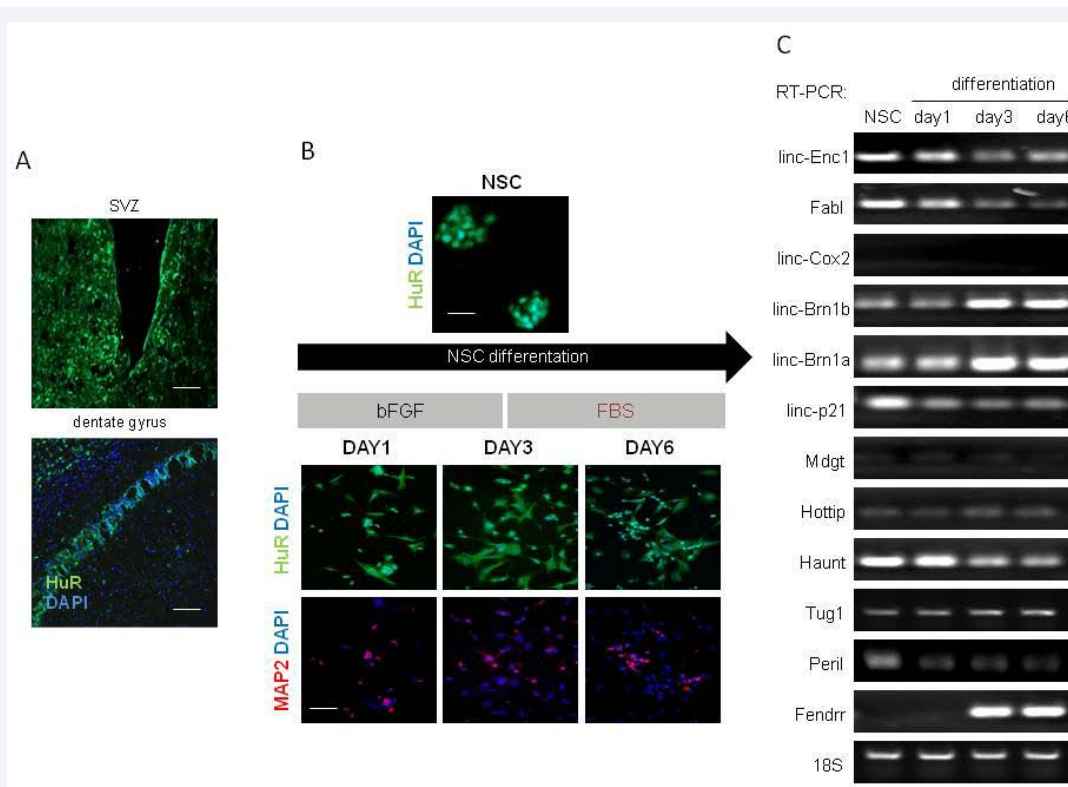 A
SVZ
dentate gyrus
HuR
DAPI
B
NSC
HuR DAPI
NSC differentation
bFGF FBS
DAY1 DAY3 DAY6
HuR DAPI
MAP2 DAPI
C
RT-PCR: differentiation
NSC day1 day3 day6
linc-Enc1
Fabl
linc-Cox2
linc-Brn1b
linc-Brn1a
linc-p21
Mdgt
Hottip
Haunt
Tug1
Peril
Fendrr
18S